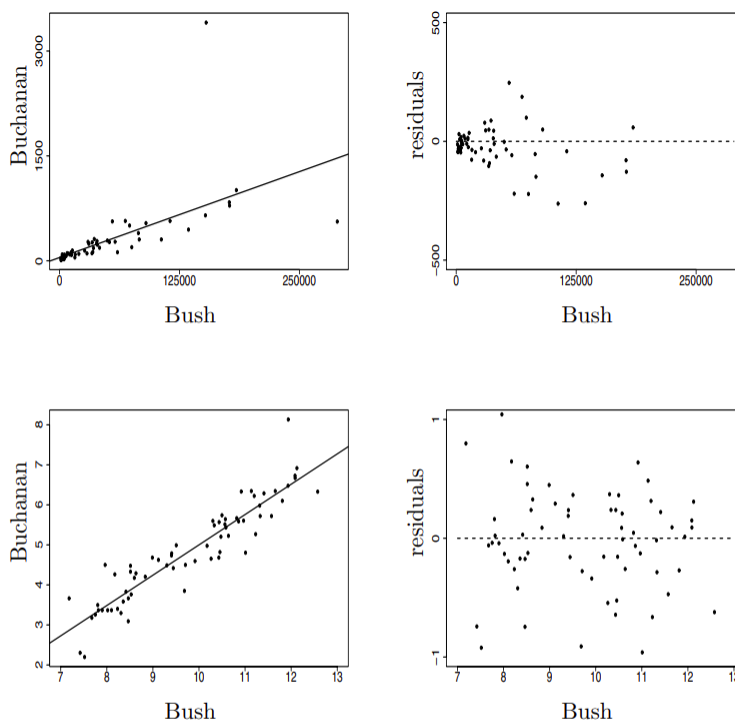 Buchanan
0 1500 3000
0 125000 250000
Bush
residuals
−500 0 500
0 125000 250000
Bush
Buchanan
2 3 4 5 6 7 8
7 8 9 10 11 12 13
Bush
residuals
−1 0 1
7 8 9 10 11 12 13
Bush